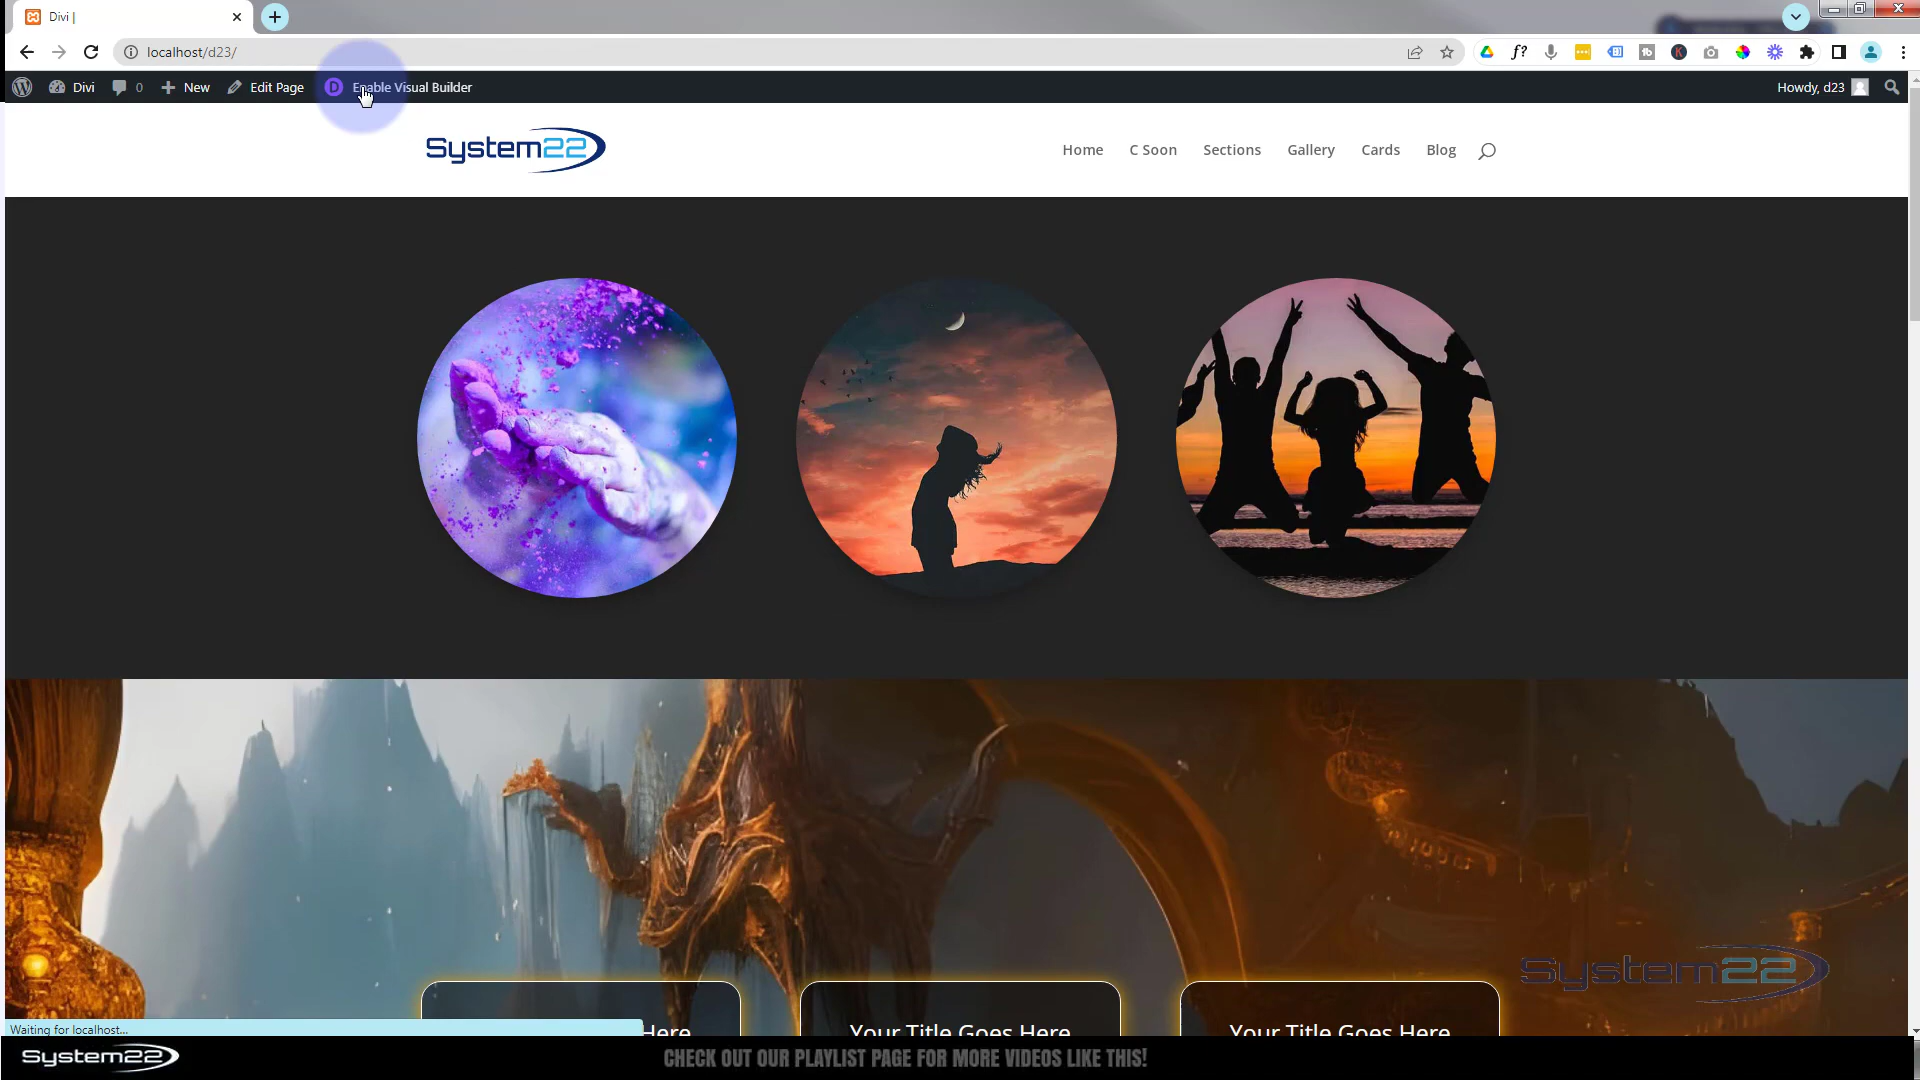 Divi |
localhost/d23/
Divi 0 New Edit Page D Enable Visual Builder Howdy, d23
System22
Home C Soon Sections Gallery Cards Blog
Here Your Title Goes Here Your Title Goes Here
System22
Waiting for localhost...
System22 CHECK OUT OUR PLAYLIST PAGE FOR MORE VIDEOS LIKE THIS!